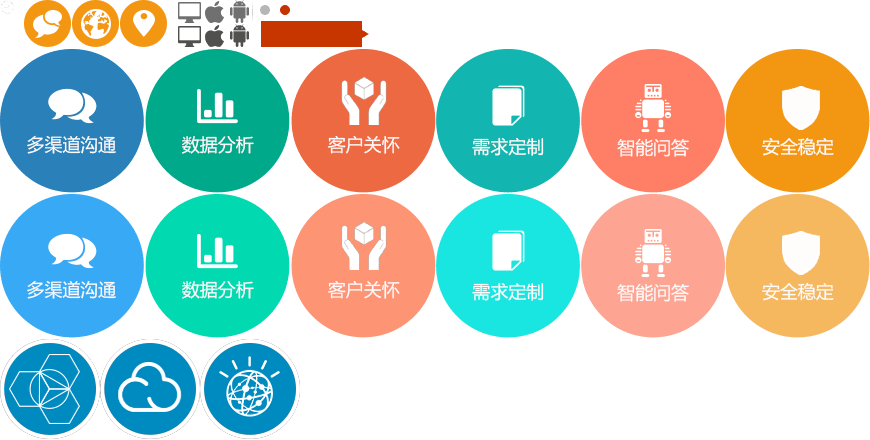 多渠道沟通
数据分析
客户关怀
需求定制
智能问答
安全稳定
多渠道沟通
数据分析
客户关怀
需求定制
智能问答
安全稳定